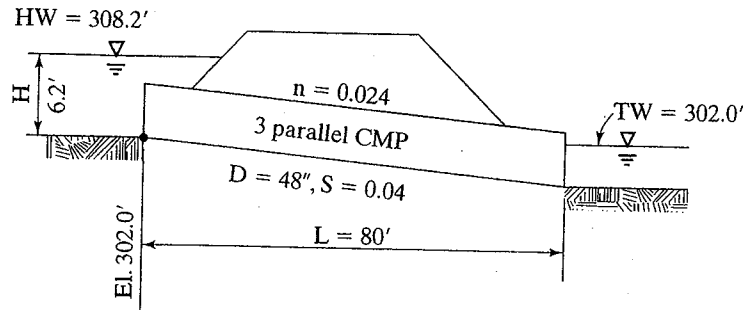 HW = 308.2'
H
6.2'
n = 0.024
3 parallel CMP
D = 48", S = 0.04
TW = 302.0'
L = 80'
El. 302.0'